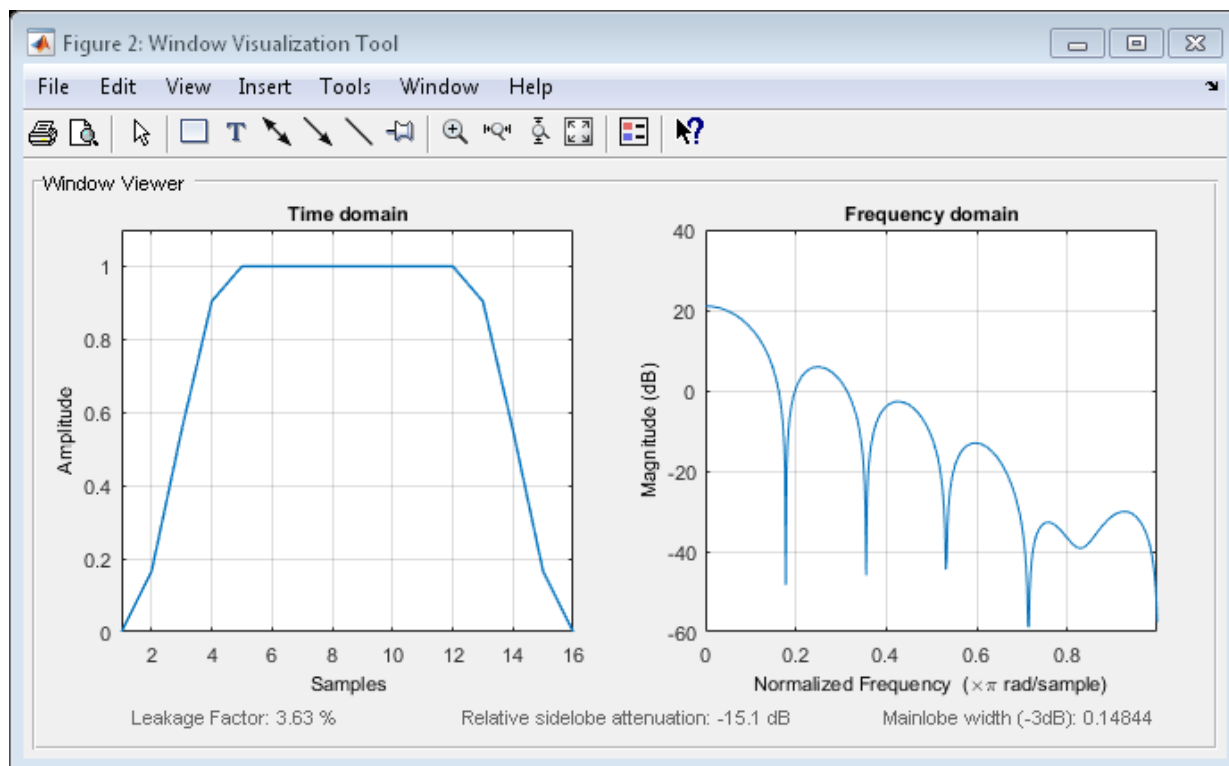 Figure 2: Window Visualization Tool
File Edit View Insert Tools Window Help
T
Window Viewer
Time domain
1
0.8
0.6
0.4
0.2
0
Amplitude
2 4 6 8 10 12 14 16
Samples
Frequency domain
40
20
0
-20
-40
-60
Magnitude (dB)
0 0.2 0.4 0.6 0.8
Normalized Frequency (×π rad/sample)
Leakage Factor: 3.63 % Relative sidelobe attenuation: -15.1 dB Mainlobe width (-3dB): 0.14844